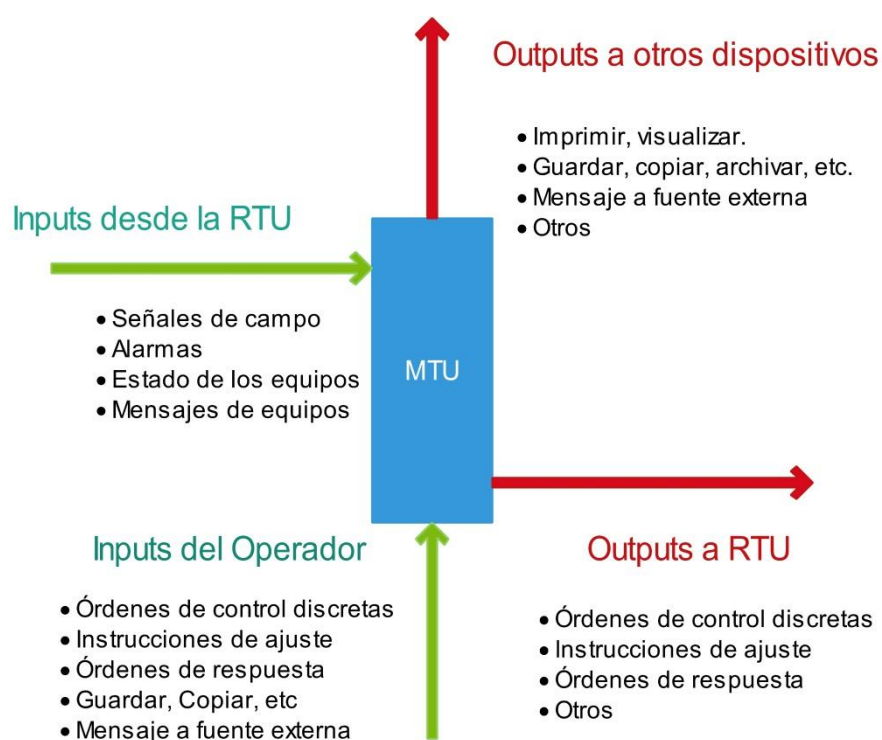 Outputs a otros dispositivos
• Imprimir, visualizar.
• Guardar, copiar, archivar, etc.
• Mensaje a fuente externa
• Otros
Inputs desde la RTU
• Señales de campo
• Alarmas
• Estado de los equipos
• Mensajes de equipos
MTU
Inputs del Operador
• Órdenes de control discretas
• Instrucciones de ajuste
• Órdenes de respuesta
• Guardar, Copiar, etc
• Mensaje a fuente externa
Outputs a RTU
• Órdenes de control discretas
• Instrucciones de ajuste
• Órdenes de respuesta
• Otros